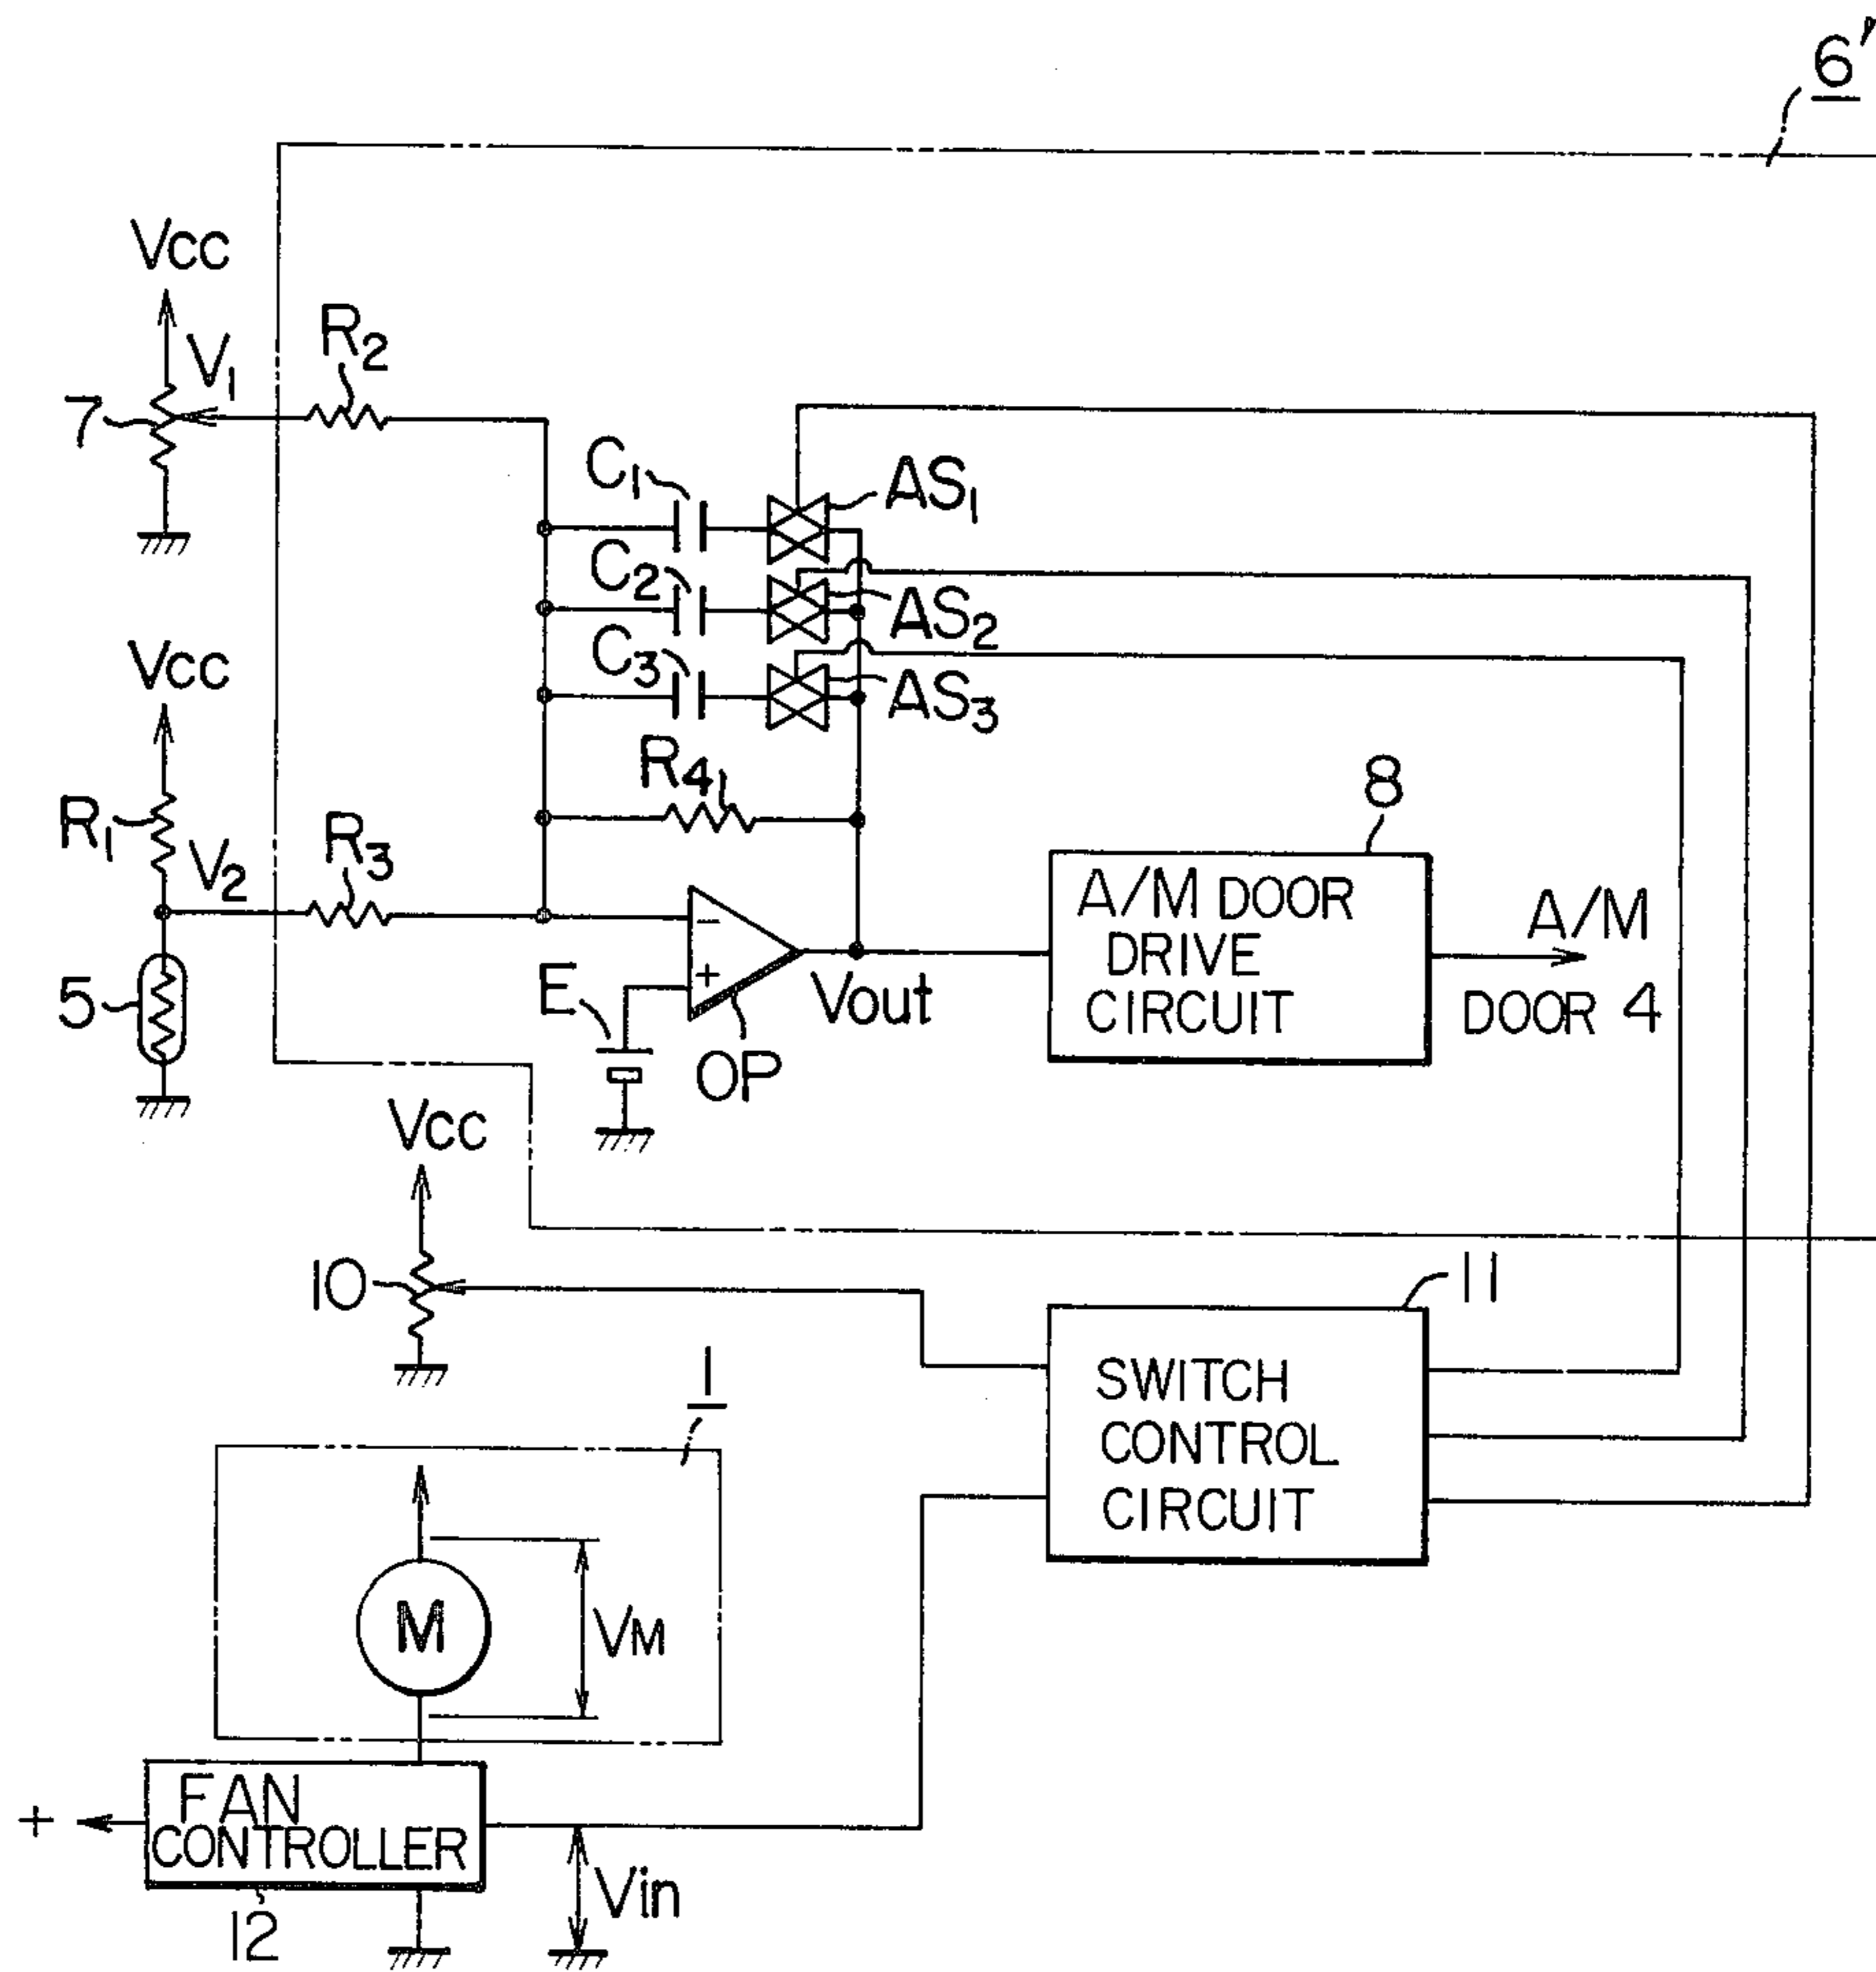 6"
Vcc
V1
R2
7
C1
AS1
C2
AS2
C3
AS3
Vcc
R4
8
R1
V2
R3
A/M DOOR
DRIVE
CIRCUIT
A/M
DOOR 4
5
E
−
+
Vout
OP
Vcc
10
11
SWITCH
CONTROL
CIRCUIT
1
M
VM
+
FAN
CONTROLLER
Vin
12